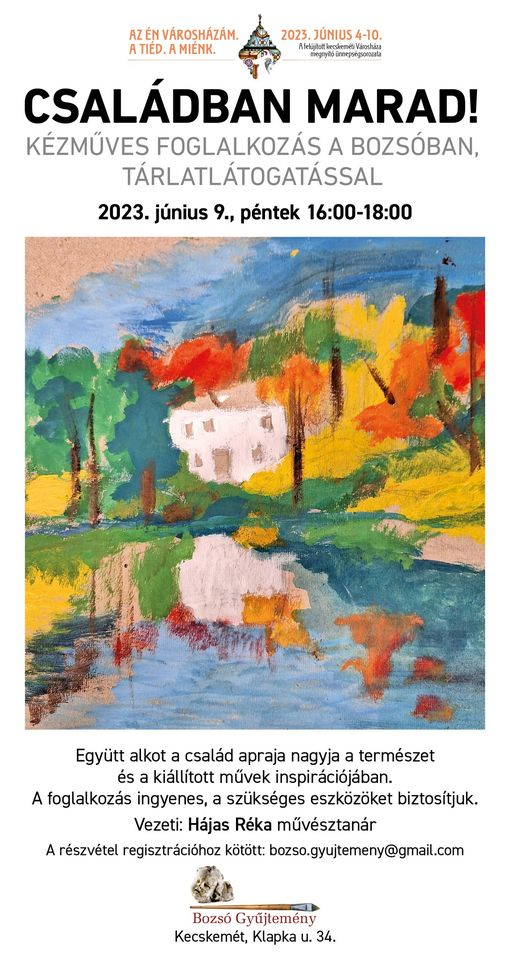 AZ ÉN VÁROSHÁZÁM.
A TIÉD. A MIÉNK.
2023. JÚNIUS 4-10.
A felújított kecskeméti Városháza
megnyitó ünnepségsorozata
CSALÁDBAN MARAD!
KÉZMŰVES FOGLALKOZÁS A BOZSÓBAN,
TÁRLATLÁTOGATÁSSAL
2023. június 9., péntek 16:00-18:00
Együtt alkot a család apraja nagyja a természet
és a kiállított művek inspirációjában.
A foglalkozás ingyenes, a szükséges eszközöket biztosítjuk.
Vezeti: Hájas Réka művésztanár
A részvétel regisztrációhoz kötött: bozso.gyujtemeny@gmail.com
Bozsó Gyűjtemény
Kecskemét, Klapka u. 34.